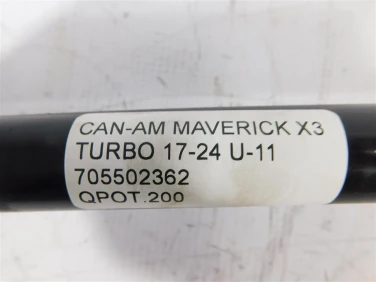 CAN-AM MAVERICK X3
TURBO 17-24 U-11
705502362
QPOT.200